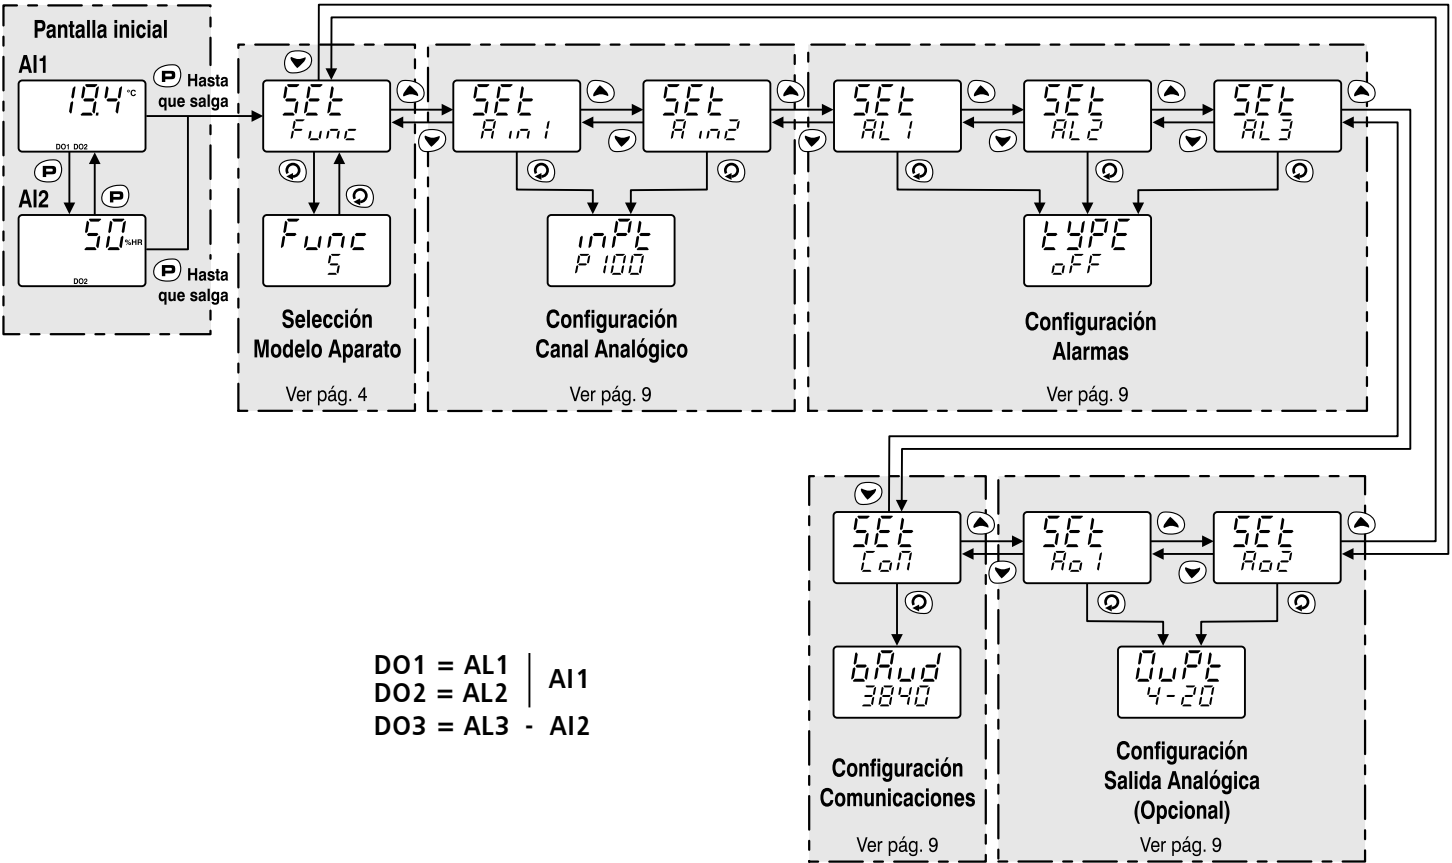 Pantalla inicial
AI1
19.4 °C
DO1 DO2
P Hasta
que salga
P
P
AI2
50 %HR
DO2
P Hasta
que salga
SEt
Func
Func
5
Selección
Modelo Aparato
Ver pág. 4
SEt
A in1
SEt
A in2
inPt
P100
Configuración
Canal Analógico
Ver pág. 9
SEt
AL1
SEt
AL2
SEt
AL3
tYPE
oFF
Configuración
Alarmas
Ver pág. 9
SEt
CoM
bAud
3840
Configuración
Comunicaciones
Ver pág. 9
SEt
Ao1
SEt
Ao2
OuPt
4-20
Configuración
Salida Analógica
(Opcional)
Ver pág. 9
DO1 = AL1
DO2 = AL2
AI1
DO3 = AL3 - AI2